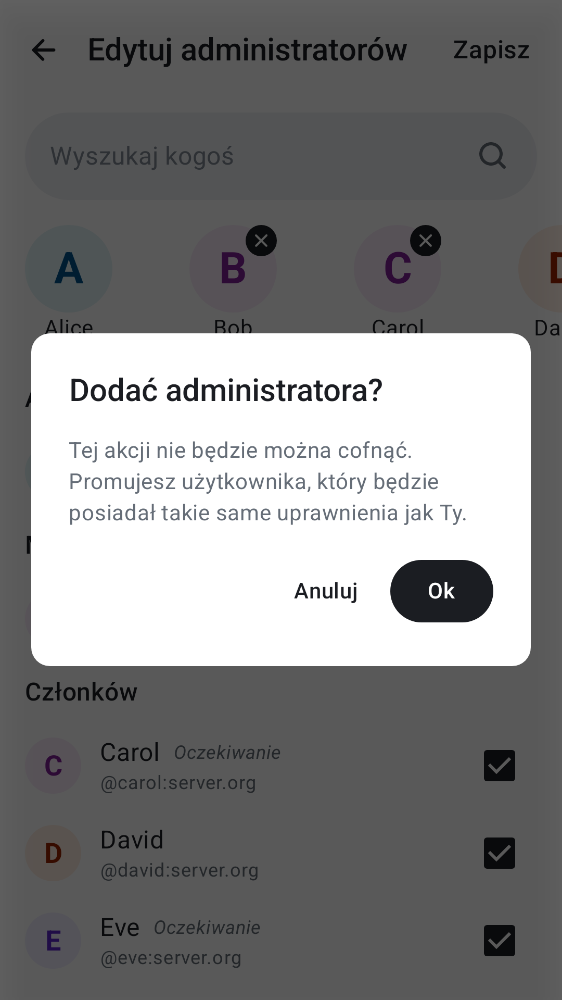 Edytuj administratorów
Zapisz
Wyszukaj kogoś
A
B
C
Alice
Bob
Carol
Da
Dodać administratora?
Tej akcji nie będzie można cofnąć.
Promujesz użytkownika, który będzie
posiadał takie same uprawnienia jak Ty.
Anuluj
Ok
Członków
C
Carol Oczekiwanie
@carol:server.org
D
David
@david:server.org
E
Eve Oczekiwanie
@eve:server.org